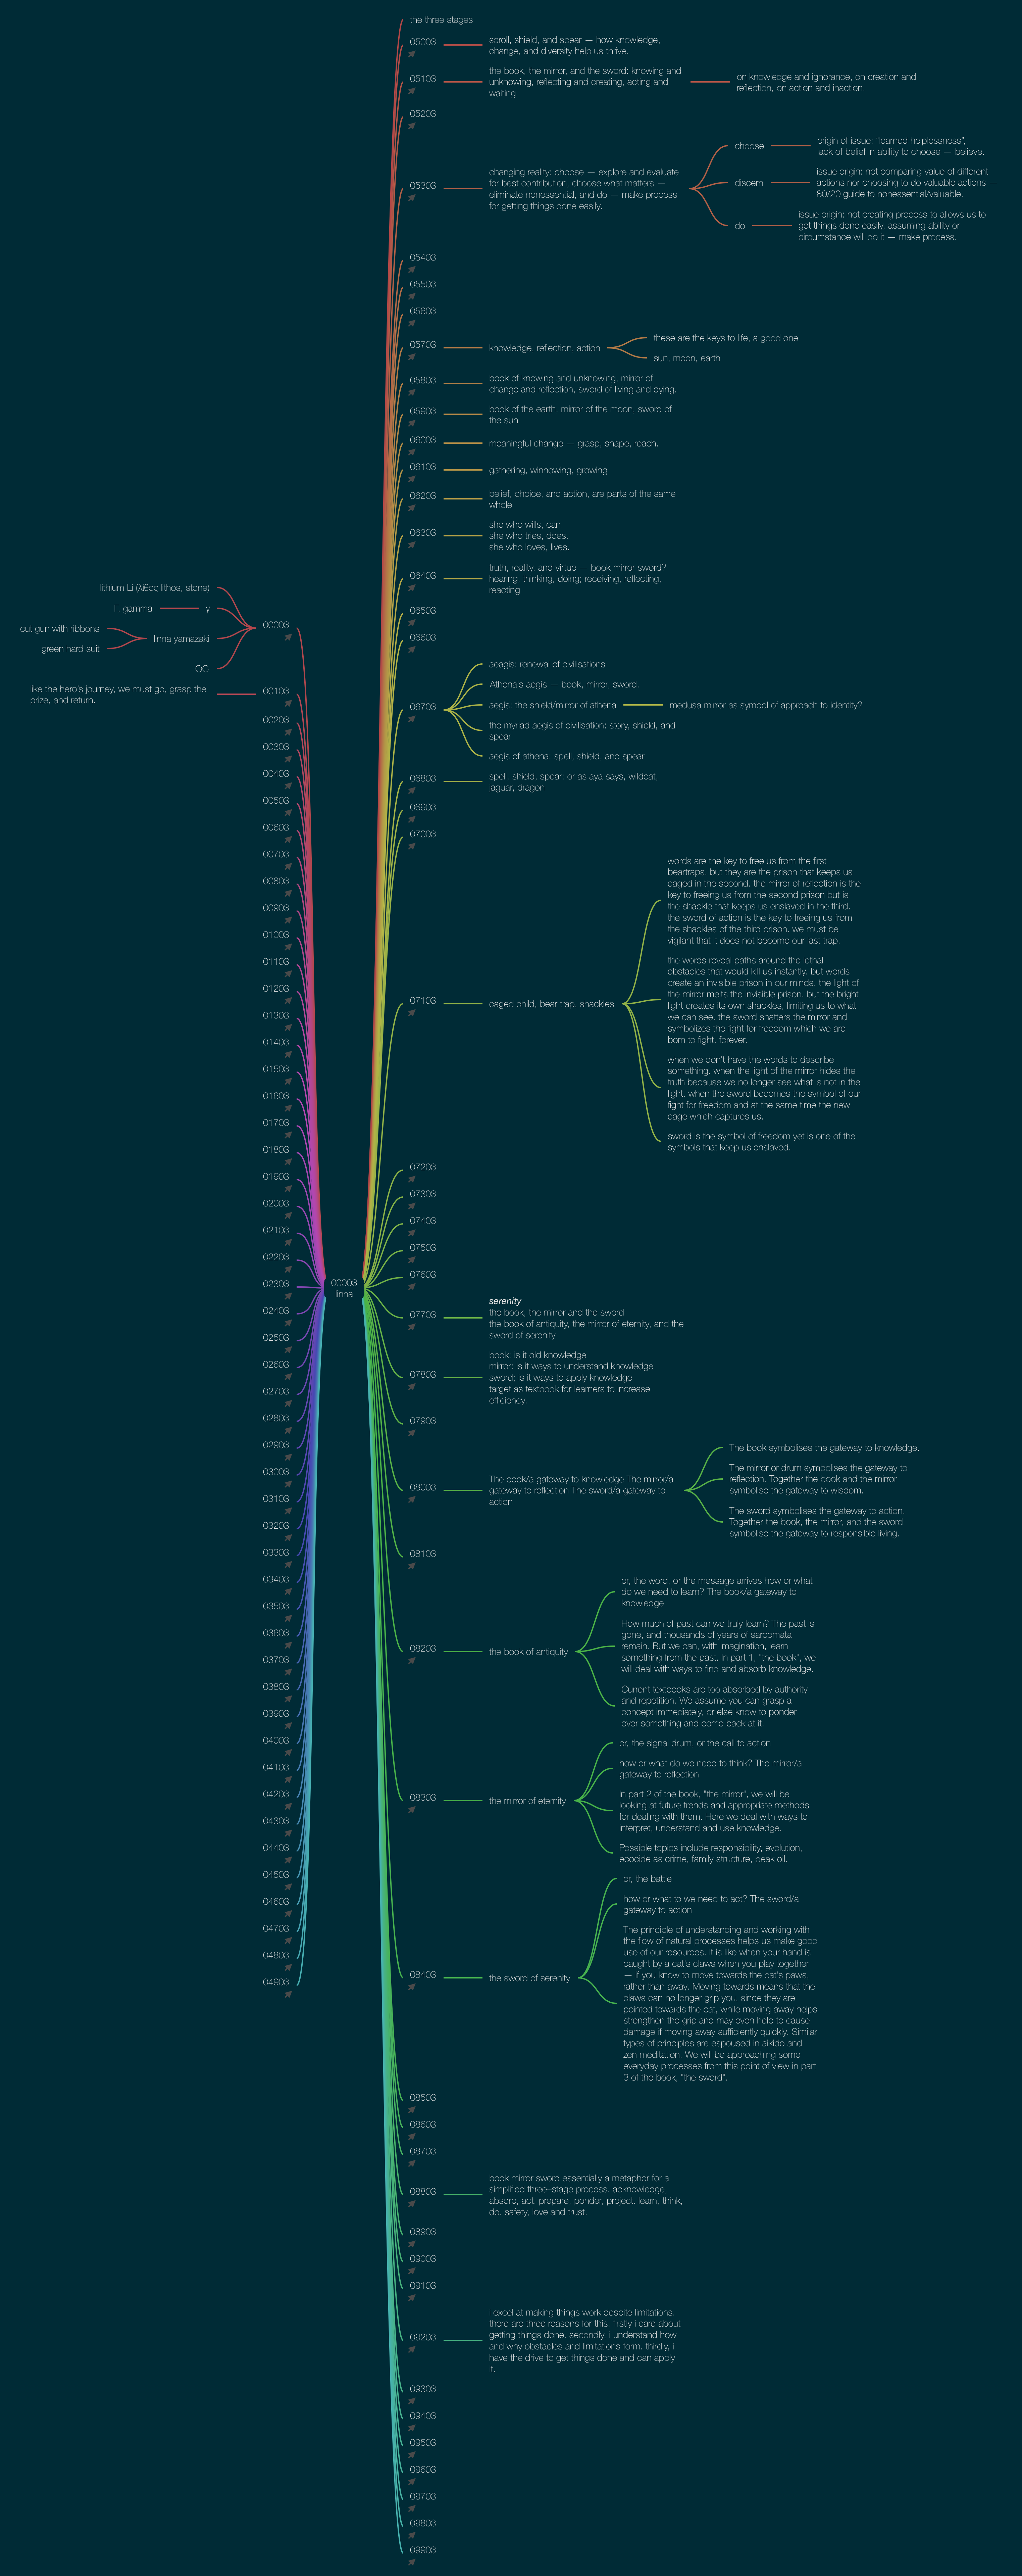 the three stages
05003
scroll, shield, and spear — how knowledge,
change, and diversity help us thrive.
05103
the book, the mirror, and the sword: knowing and
unknowing, reflecting and creating, acting and
waiting
on knowledge and ignorance, on creation and
reflection, on action and inaction.
05203
05303
changing reality: choose — explore and evaluate
for best contribution, choose what matters —
eliminate nonessential, and do — make process
for getting things done easily.
choose
origin of issue: “learned helplessness”,
lack of belief in ability to choose — believe.
discern
issue origin: not comparing value of different
actions nor choosing to do valuable actions —
80/20 guide to nonessential/valuable.
do
issue origin: not creating process to allows us to
get things done easily, assuming ability or
circumstance will do it — make process.
05403
05503
05603
05703
knowledge, reflection, action
these are the keys to life, a good one
sun, moon, earth
05803
book of knowing and unknowing, mirror of
change and reflection, sword of living and dying.
05903
book of the earth, mirror of the moon, sword of
the sun
06003
meaningful change — grasp, shape, reach.
06103
gathering, winnowing, growing
06203
belief, choice, and action, are parts of the same
whole
06303
she who wills, can.
she who tries, does.
she who loves, lives.
06403
truth, reality, and virtue — book mirror sword?
hearing, thinking, doing; receiving, reflecting,
reacting
06503
06603
06703
aeagis: renewal of civilisations
Athena's aegis — book, mirror, sword.
aegis: the shield/mirror of athena
medusa mirror as symbol of approach to identity?
the myriad aegis of civilisation: story, shield, and
spear
aegis of athena: spell, shield, and spear
06803
spell, shield, spear; or as aya says, wildcat,
jaguar, dragon
06903
07003
07103
caged child, bear trap, shackles
words are the key to free us from the first
beartraps. but they are the prison that keeps us
caged in the second. the mirror of reflection is the
key to freeing us from the second prison but is
the shackle that keeps us enslaved in the third.
the sword of action is the key to freeing us from
the shackles of the third prison. we must be
vigilant that it does not become our last trap.
the words reveal paths around the lethal
obstacles that would kill us instantly. but words
create an invisible prison in our minds. the light of
the mirror melts the invisible prison. but the bright
light creates its own shackles, limiting us to what
we can see. the sword shatters the mirror and
symbolizes the fight for freedom which we are
born to fight. forever.
when we don't have the words to describe
something. when the light of the mirror hides the
truth because we no longer see what is not in the
light. when the sword becomes the symbol of our
fight for freedom and at the same time the new
cage which captures us.
sword is the symbol of freedom yet is one of the
symbols that keep us enslaved.
07203
07303
07403
07503
07603
07703
serenity
the book, the mirror and the sword
the book of antiquity, the mirror of eternity, and the
sword of serenity
07803
book: is it old knowledge
mirror: is it ways to understand knowledge
sword; is it ways to apply knowledge
target as textbook for learners to increase
efficiency.
07903
08003
The book/a gateway to knowledge The mirror/a
gateway to reflection The sword/a gateway to
action
The book symbolises the gateway to knowledge.
The mirror or drum symbolises the gateway to
reflection. Together the book and the mirror
symbolise the gateway to wisdom.
The sword symbolises the gateway to action.
Together the book, the mirror, and the sword
symbolise the gateway to responsible living.
08103
08203
the book of antiquity
or, the word, or the message arrives how or what
do we need to learn? The book/a gateway to
knowledge
How much of past can we truly learn? The past is
gone, and thousands of years of sarcomata
remain. But we can, with imagination, learn
something from the past. In part 1, "the book", we
will deal with ways to find and absorb knowledge.
Current textbooks are too absorbed by authority
and repetition. We assume you can grasp a
concept immediately, or else know to ponder
over something and come back at it.
08303
the mirror of eternity
or, the signal drum, or the call to action
how or what do we need to think? The mirror/a
gateway to reflection
In part 2 of the book, "the mirror", we will be
looking at future trends and appropriate methods
for dealing with them. Here we deal with ways to
interpret, understand and use knowledge.
Possible topics include responsibility, evolution,
ecocide as crime, family structure, peak oil.
08403
the sword of serenity
or, the battle
how or what to we need to act? The sword/a
gateway to action
The principle of understanding and working with
the flow of natural processes helps us make good
use of our resources. It is like when your hand is
caught by a cat's claws when you play together
— if you know to move towards the cat's paws,
rather than away. Moving towards means that the
claws can no longer grip you, since they are
pointed towards the cat, while moving away helps
strengthen the grip and may even help to cause
damage if moving away sufficiently quickly. Similar
types of principles are espoused in aikido and
zen meditation. We will be approaching some
everyday processes from this point of view in part
3 of the book, "the sword".
08503
08603
08703
08803
book mirror sword essentially a metaphor for a
simplified three–stage process. acknowledge,
absorb, act. prepare, ponder, project. learn, think,
do. safety, love and trust.
08903
09003
09103
09203
i excel at making things work despite limitations.
there are three reasons for this. firstly i care about
getting things done. secondly, i understand how
and why obstacles and limitations form. thirdly, i
have the drive to get things done and can apply
it.
09303
09403
09503
09603
09703
09803
09903
00003
linna
00003
lithium Li (λίθος lithos, stone)
γ
Γ, gamma
linna yamazaki
cut gun with ribbons
green hard suit
OC
00103
like the hero's journey, we must go, grasp the
prize, and return.
00203
00303
00403
00503
00603
00703
00803
00903
01003
01103
01203
01303
01403
01503
01603
01703
01803
01903
02003
02103
02203
02303
02403
02503
02603
02703
02803
02903
03003
03103
03203
03303
03403
03503
03603
03703
03803
03903
04003
04103
04203
04303
04403
04503
04603
04703
04803
04903